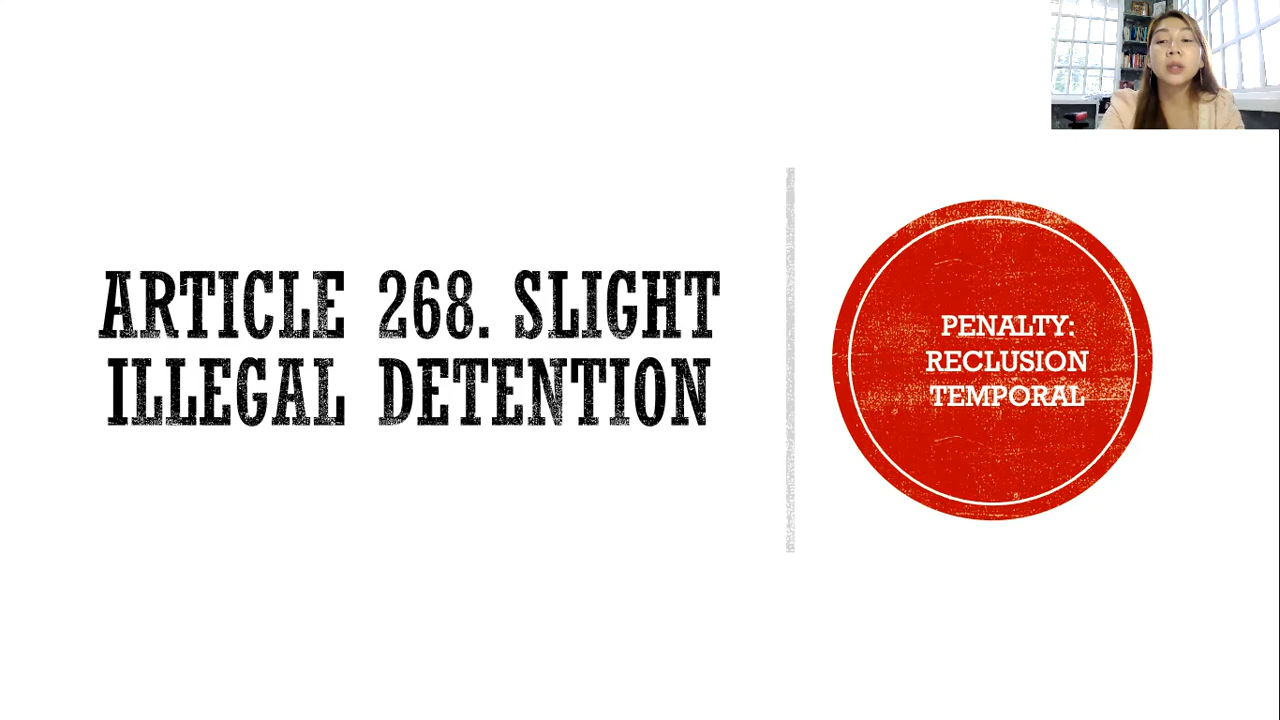 ARTICLE 268. SLIGHT
ILLEGAL DETENTION
PENALTY:
RECLUSION
TEMPORAL